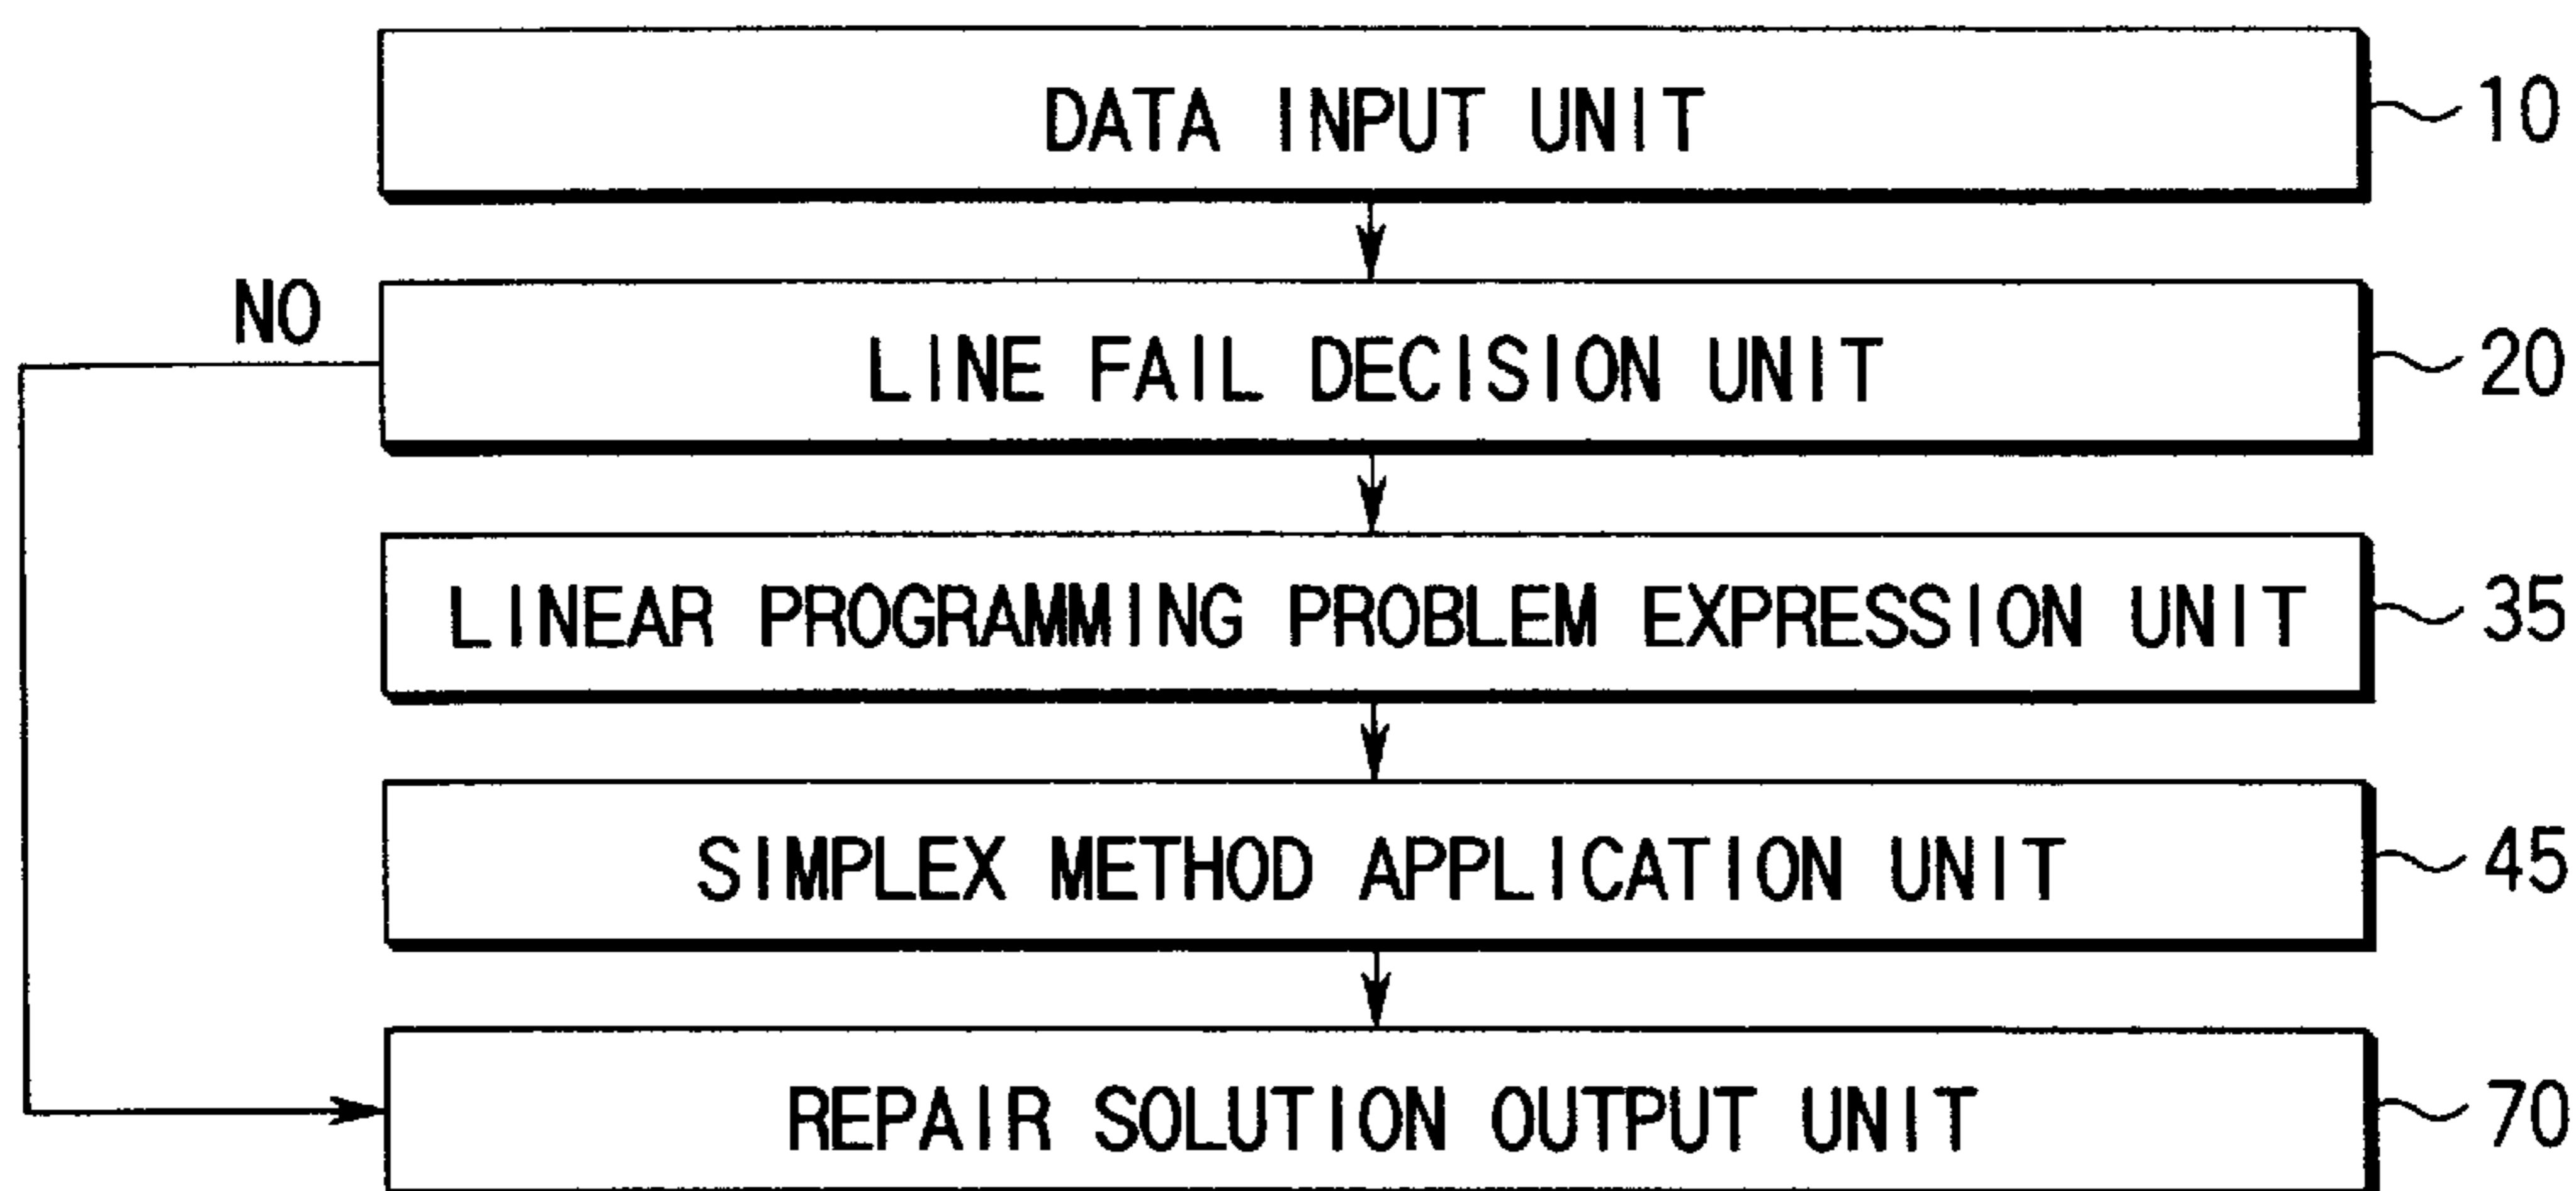 DATA INPUT UNIT 10
NO
LINE FAIL DECISION UNIT 20
LINEAR PROGRAMMING PROBLEM EXPRESSION UNIT 35
SIMPLEX METHOD APPLICATION UNIT 45
REPAIR SOLUTION OUTPUT UNIT 70